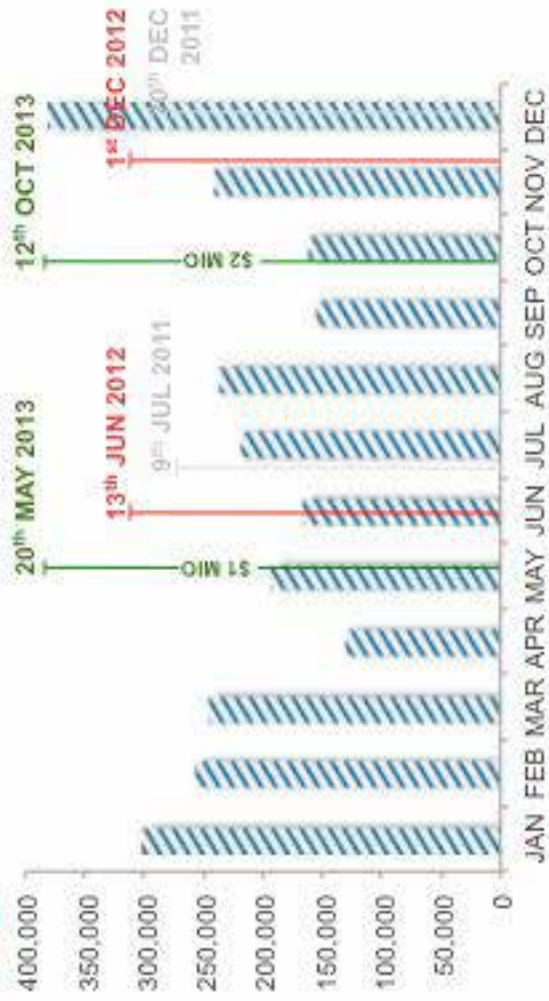 20th MAY 2013
12th OCT 2013
13th JUN 2012
1st DEC 2012
9th JUL 2011
DEC
2011
$1 MIO
$2 MIO
400,000
350,000
300,000
250,000
200,000
150,000
100,000
50,000
0
JAN FEB MAR APR MAY JUN JUL AUG SEP OCT NOV DEC